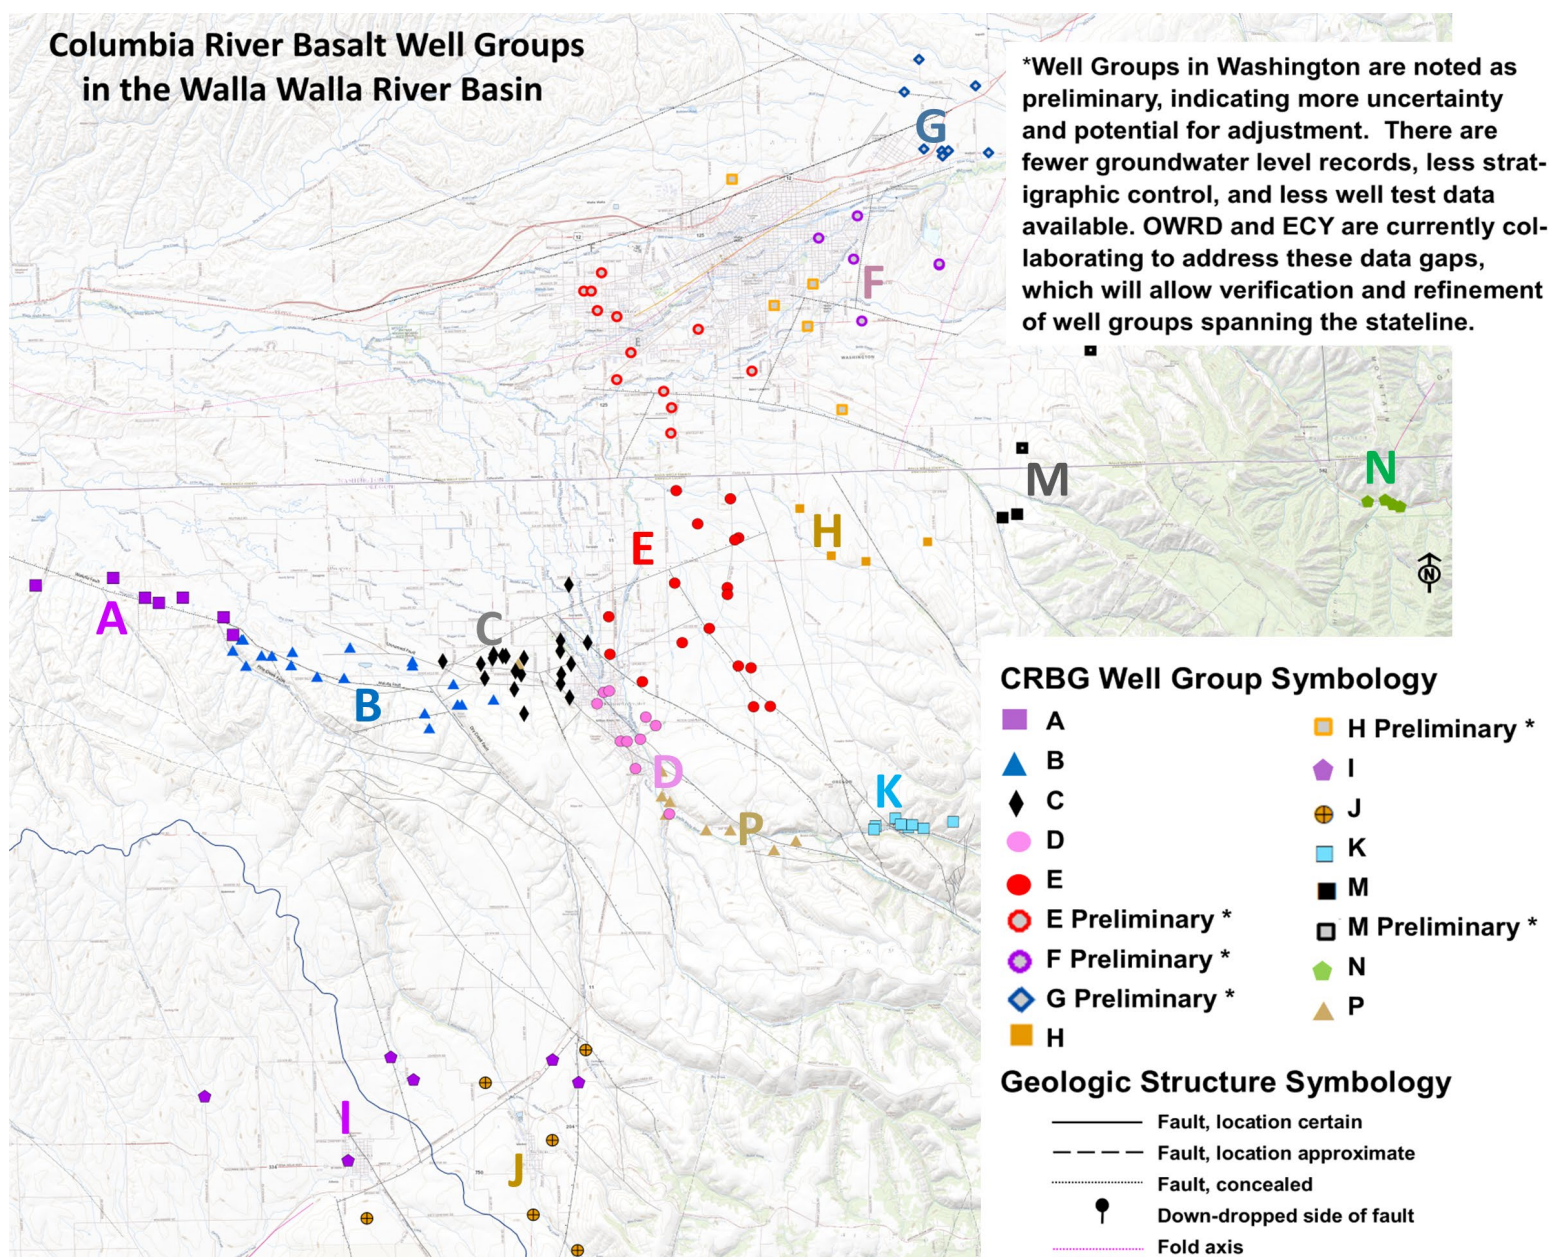 Columbia River Basalt Well Groups
in the Walla Walla River Basin
*Well Groups in Washington are noted as
preliminary, indicating more uncertainty
and potential for adjustment. There are
fewer groundwater level records, less strat-
igraphic control, and less well test data
available. OWRD and ECY are currently col-
laborating to address these data gaps,
which will allow verification and refinement
of well groups spanning the stateline.
G
F
M
N
H
E
A
C
B
D
K
P
I
J
N
WASHINGTON
OREGON
CRBG Well Group Symbology
A
B
C
D
E
E Preliminary *
F Preliminary *
G Preliminary *
H
H Preliminary *
I
J
K
M
M Preliminary *
N
P
Geologic Structure Symbology
Fault, location certain
Fault, location approximate
Fault, concealed
Down-dropped side of fault
Fold axis